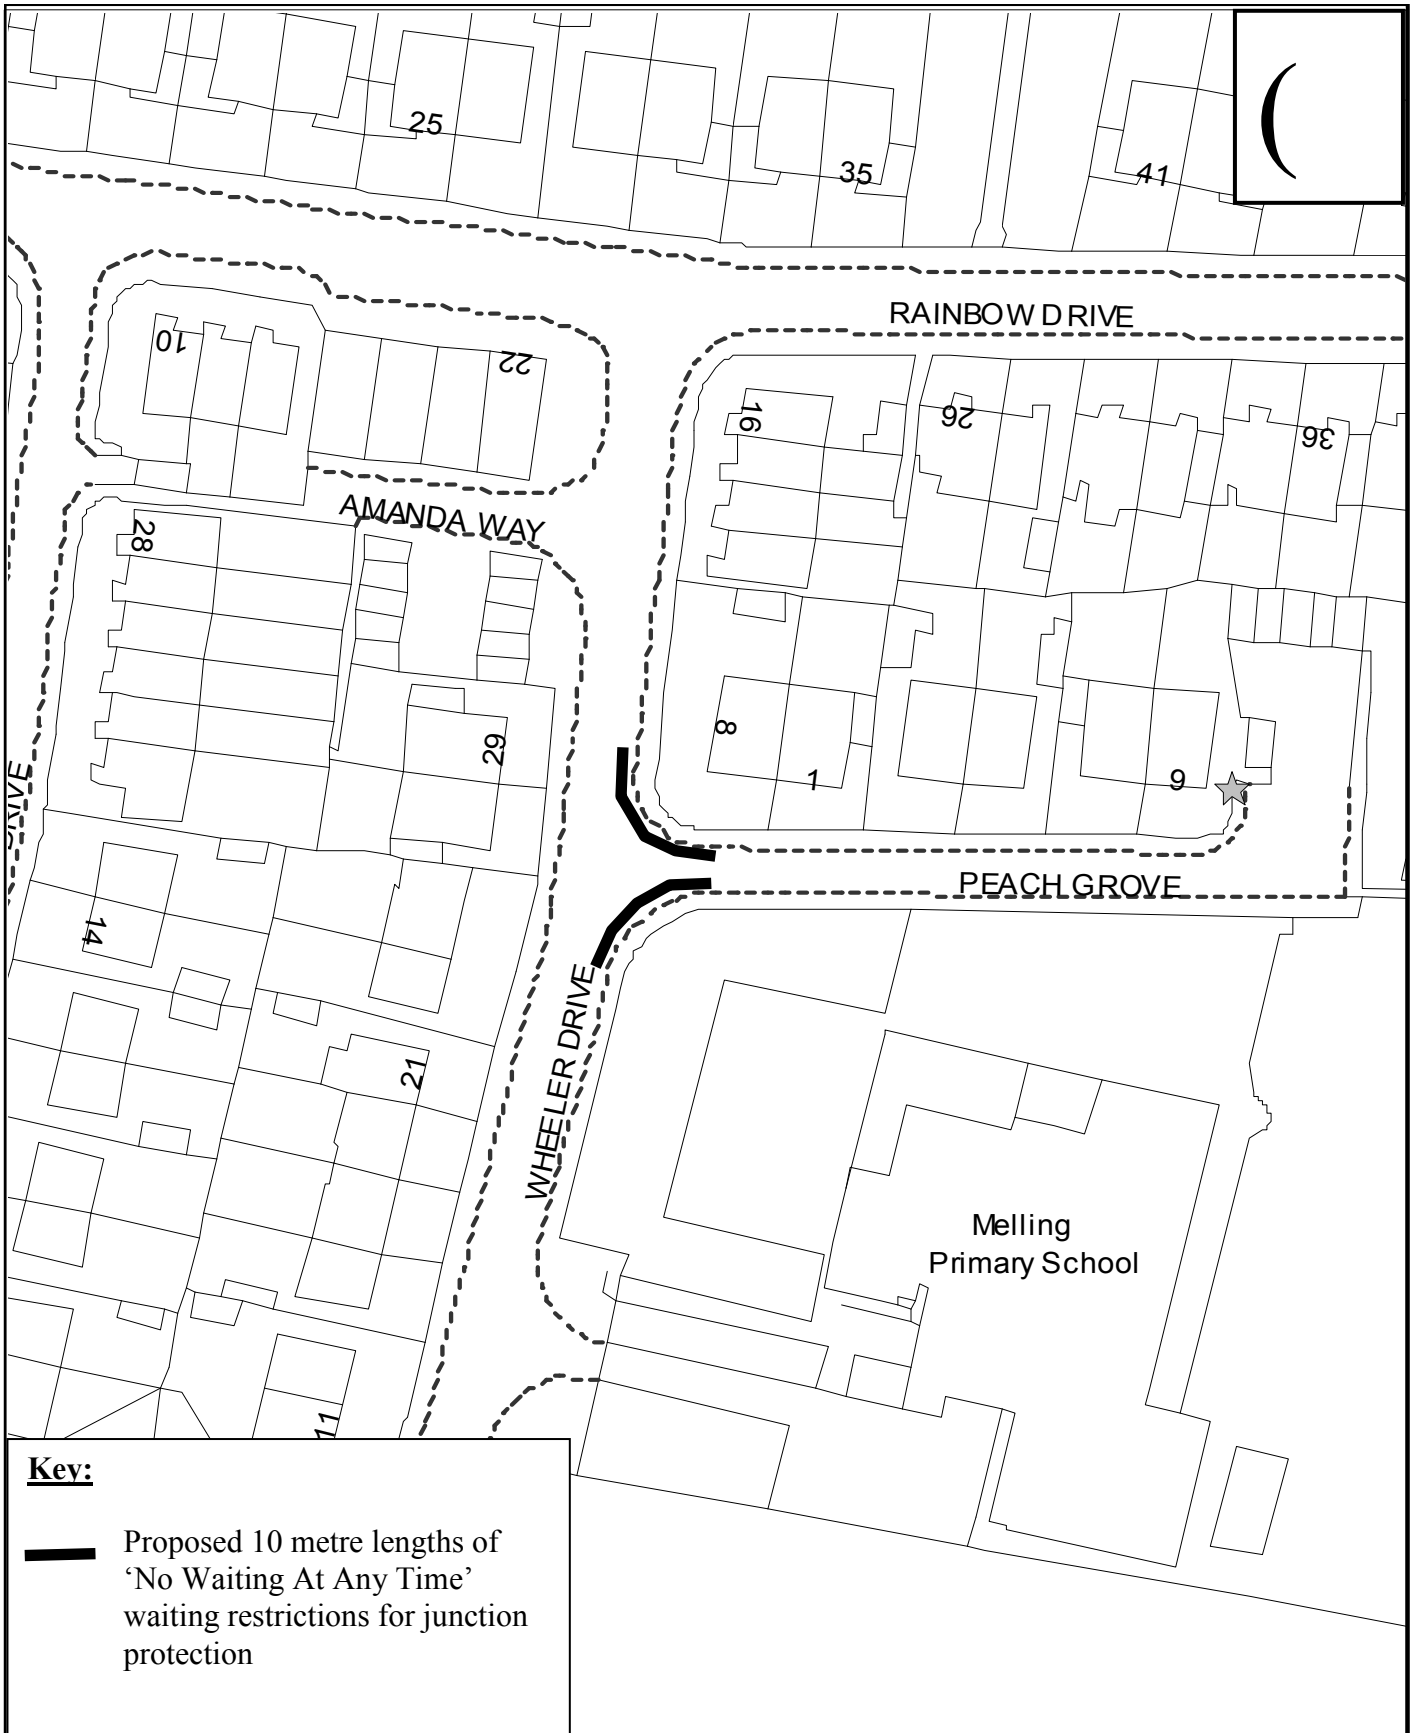 25
35
41
(
RAINBOW DRIVE
10
22
16
26
36
AMANDA WAY
28
29
8
1
9
DRIVE
PEACH GROVE
14
WHEELER DRIVE
21
Melling
Primary School
11
Key:
Proposed 10 metre lengths of
‘No Waiting At Any Time’
waiting restrictions for junction
protection